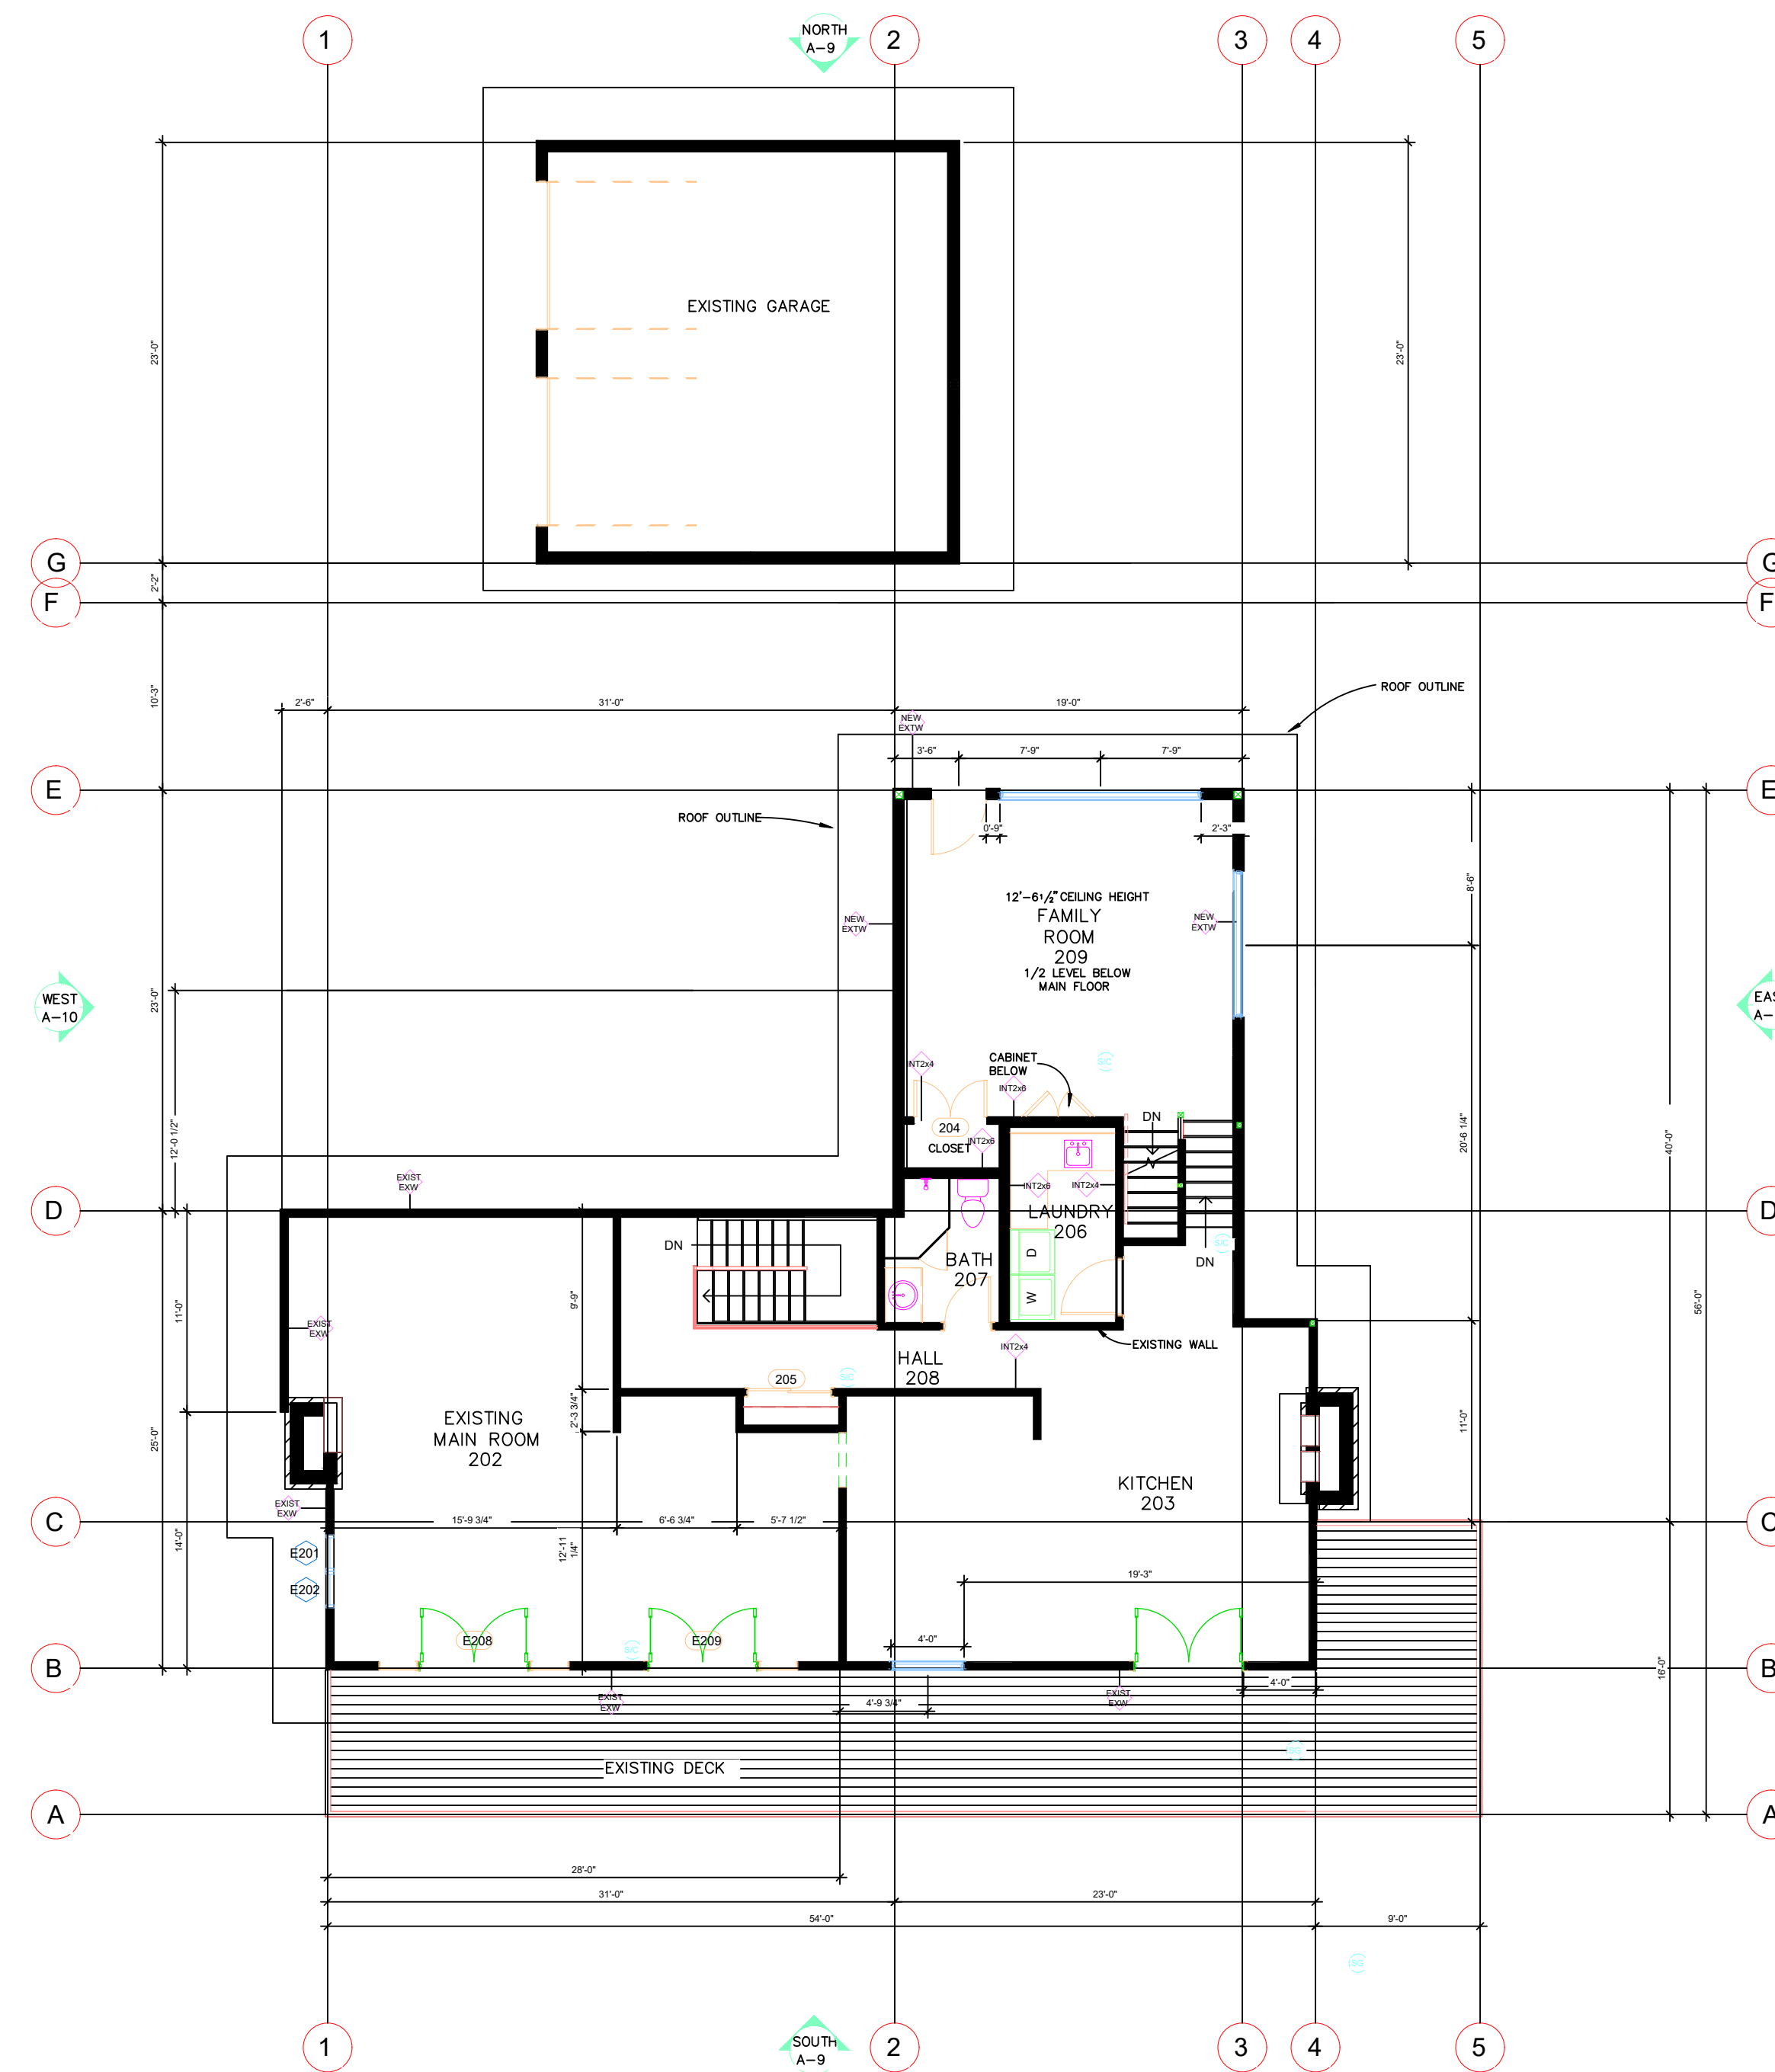 NORTH
A-9
1
2
3
4
5
EXISTING GARAGE
23'-0"
23'-0"
G
G
2'-2"
F
F
10'-3"
ROOF OUTLINE
2'-6"
31'-0"
19'-0"
NEW
EXTW
3'-6"
7'-9"
7'-9"
E
E
ROOF OUTLINE
0'-9"
2'-3"
8'-6"
12'-6 1/2" CEILING HEIGHT
FAMILY
ROOM
209
1/2 LEVEL BELOW
MAIN FLOOR
NEW
EXTW
NEW
EXTW
WEST
A-10
EAS
A-
23'-0"
12'-0 1/2"
CABINET
BELOW
S/C
INT2x4
INT2x6
DN
204
CLOSET
INT2x6
20'-6 1/4"
40'-0"
EXIST
EXW
INT2x6
INT2x4
D
D
LAUNDRY
206
DN
S/C
DN
D
BATH
207
W
9'-9"
11'-0"
56'-0"
EXIST
EXW
EXISTING WALL
INT2x4
HALL
208
205
S/C
2'-3 3/4"
EXISTING
MAIN ROOM
202
25'-0"
11'-0"
KITCHEN
203
EXIST
EXW
C
C
15'-9 3/4"
6'-6 3/4"
5'-7 1/2"
14'-0"
12'-11
1/4"
E201
E202
19'-3"
E208
S/C
E209
4'-0"
B
B
16'-0"
4'-0"
EXIST
EXW
4'-9 3/4"
EXIST
EXW
SG
EXISTING DECK
A
A
28'-0"
31'-0"
23'-0"
54'-0"
9'-0"
SG
SOUTH
A-9
1
2
3
4
5